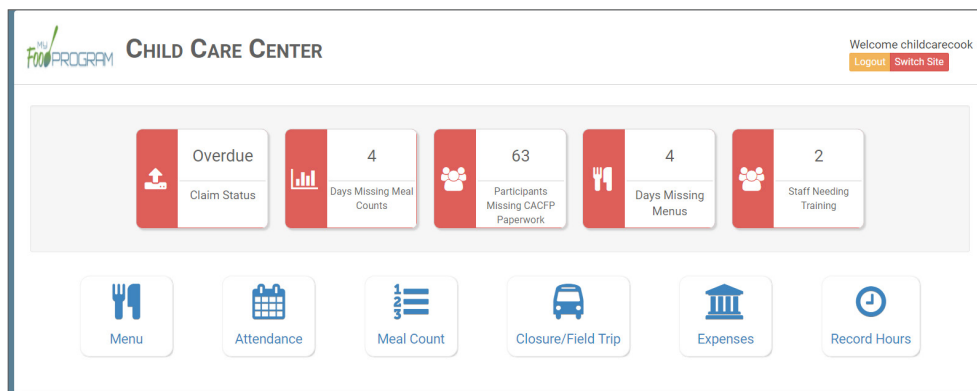 My
Food PROGRAM
CHILD CARE CENTER
Welcome childcarecook
Logout Switch Site
Overdue
Claim Status
4
Days Missing Meal
Counts
63
Participants
Missing CACFP
Paperwork
4
Days Missing
Menus
2
Staff Needing
Training
1
2
3
Menu
Attendance
Meal Count
Closure/Field Trip
Expenses
Record Hours